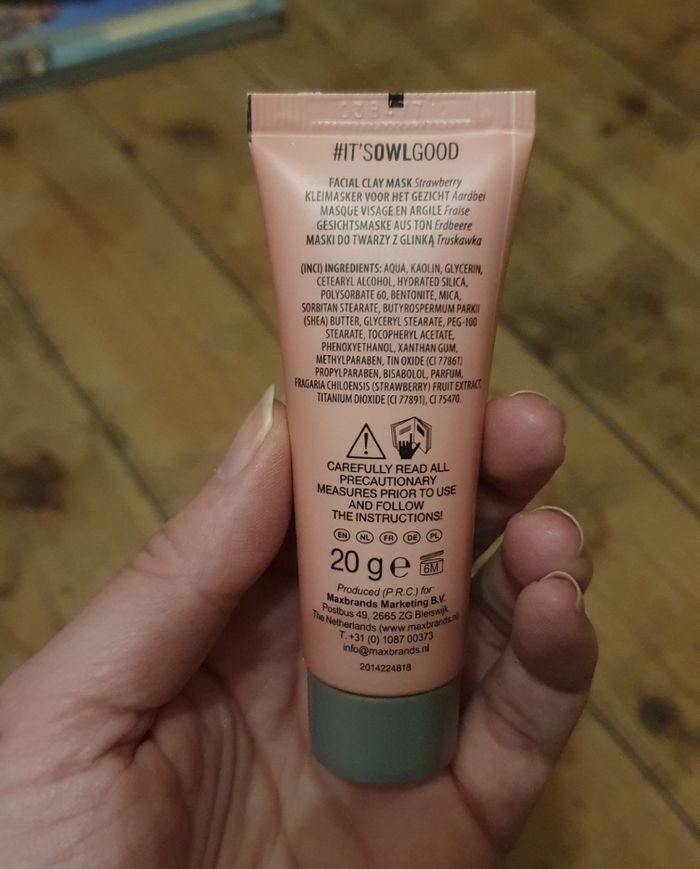 #IT'SOWLGOOD
FACIAL CLAY MASK Strawberry
KLEIMASKER VOOR HET GEZICHT Aardbei
MASQUE VISAGE EN ARGILE Fraise
GESICHTSMASKE AUS TON Erdbeere
MASKI DO TWARZY Z GLINKĄ Truskawka
(INCI) INGREDIENTS: AQUA, KAOLIN, GLYCERIN,
CETEARYL ALCOHOL, HYDRATED SILICA,
POLYSORBATE 60, BENTONITE, MICA,
SORBITAN STEARATE, BUTYROSPERMUM PARKII
(SHEA) BUTTER, GLYCERYL STEARATE, PEG-100
STEARATE, TOCOPHERYL ACETATE,
PHENOXYETHANOL, XANTHAN GUM,
METHYLPARABEN, TIN OXIDE (CI 77861)
PROPYLPARABEN, BISABOLOL, PARFUM,
FRAGARIA CHILOENSIS (STRAWBERRY) FRUIT EXTRACT,
TITANIUM DIOXIDE (CI 77891), CI 75470.
CAREFULLY READ ALL
PRECAUTIONARY
MEASURES PRIOR TO USE
AND FOLLOW
THE INSTRUCTIONS!
EN NL FR DE PL
20 g e 6M
Produced (P.R.C.) for
Maxbrands Marketing B.V.
Postbus 49, 2665 ZG Bleiswijk,
The Netherlands (www.maxbrands.nl)
T. +31 (0) 1087 00373
info@maxbrands.nl
2014224818